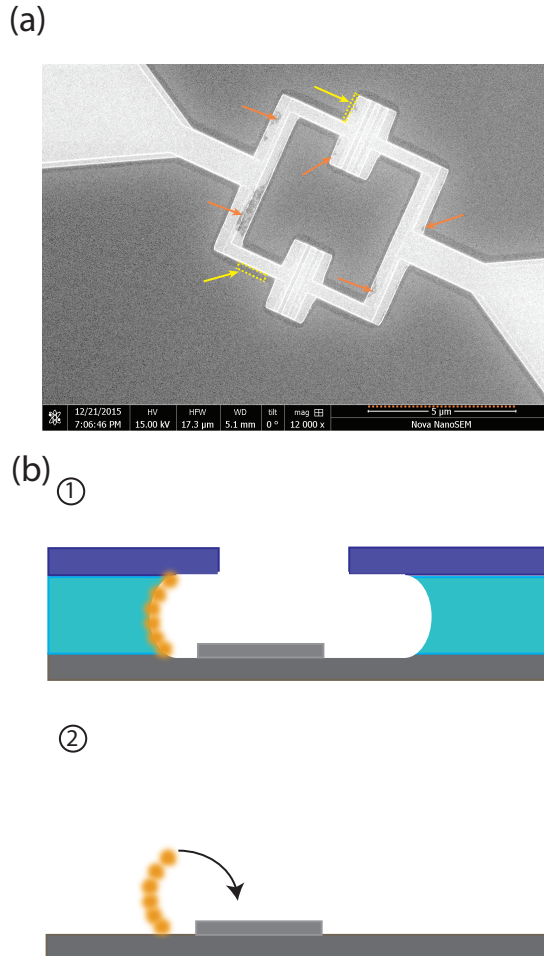 (a)
12/21/2015 HV HFW WD tilt mag 5 µm
7:06:46 PM 15.00 kV 17.3 µm 5.1 mm 0 ° 12 000 x Nova NanoSEM
(b)
1
2